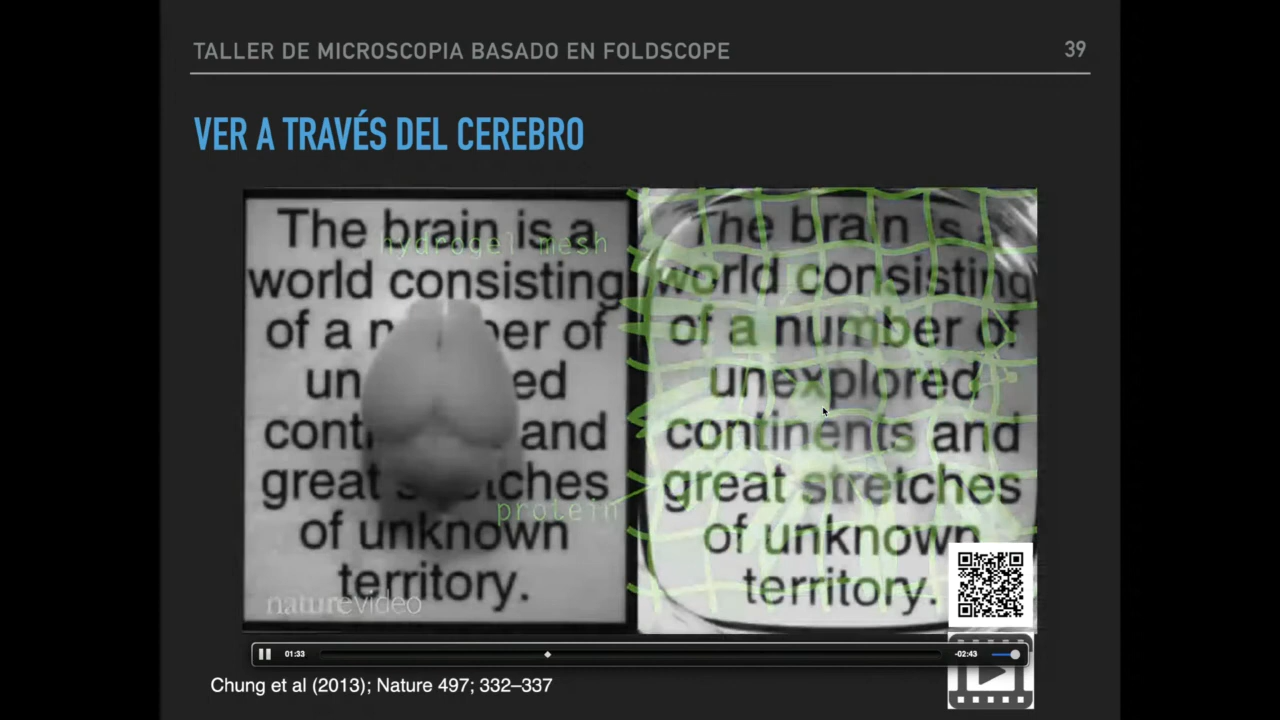 TALLER DE MICROSCOPIA BASADO EN FOLDSCOPE
39
VER A TRAVÉS DEL CEREBRO
The brain is a
hydrogel mesh
world consisting
of a n ber of
un ed
cont and
great tches
protein
of unknown
territory.
naturevideo
The brain is a
world consisting
of a number of
unexplored
continents and
great stretches
of unknown
territory.
01:33
-02:43
Chung et al (2013); Nature 497; 332–337